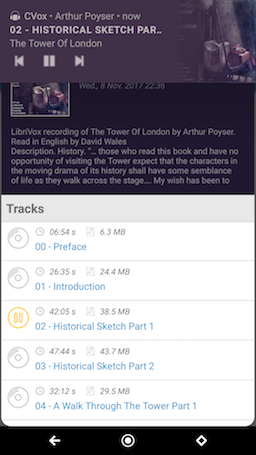 CVox • Arthur Poyser • now
02 - HISTORICAL SKETCH PAR..
The Tower Of London
Wed., 8 Nov. 2017 22:36
LibriVox recording of The Tower Of London by Arthur Poyser.
Read in English by David Wales
Description. History. "... those who read this book and have no
opportunity of visiting the Tower expect that the characters in
the moving drama of its history shall have some semblance
of life as they walk across the stage.... My wish has been to
Tracks
06:54 s 6.3 MB
00 - Preface
26:35 s 24.4 MB
01 - Introduction
42:05 s 38.5 MB
02 - Historical Sketch Part 1
47:44 s 43.7 MB
03 - Historical Sketch Part 2
32:12 s 29.5 MB
04 - A Walk Through The Tower Part 1